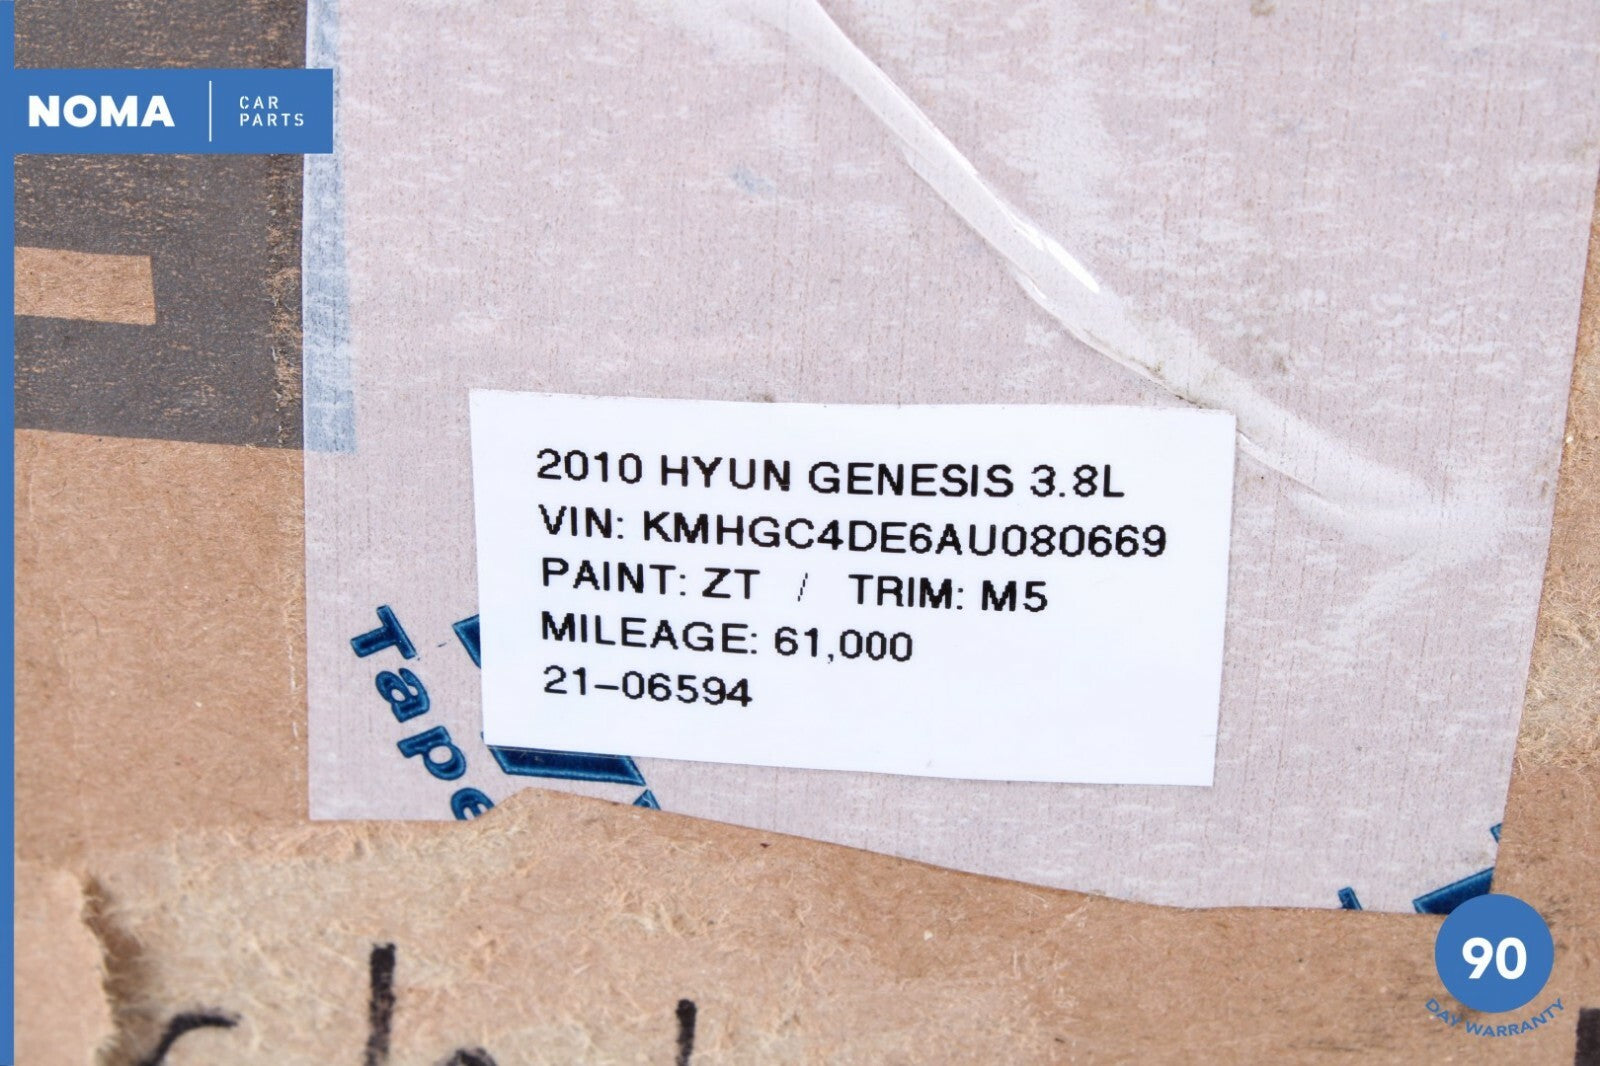 NOMA
CAR
PARTS
2010 HYUN GENESIS 3.8L
VIN: KMHGC4DE6AU080669
PAINT: ZT / TRIM: M5
MILEAGE: 61,000
21-06594
Tape
90
DAY WARRANTY